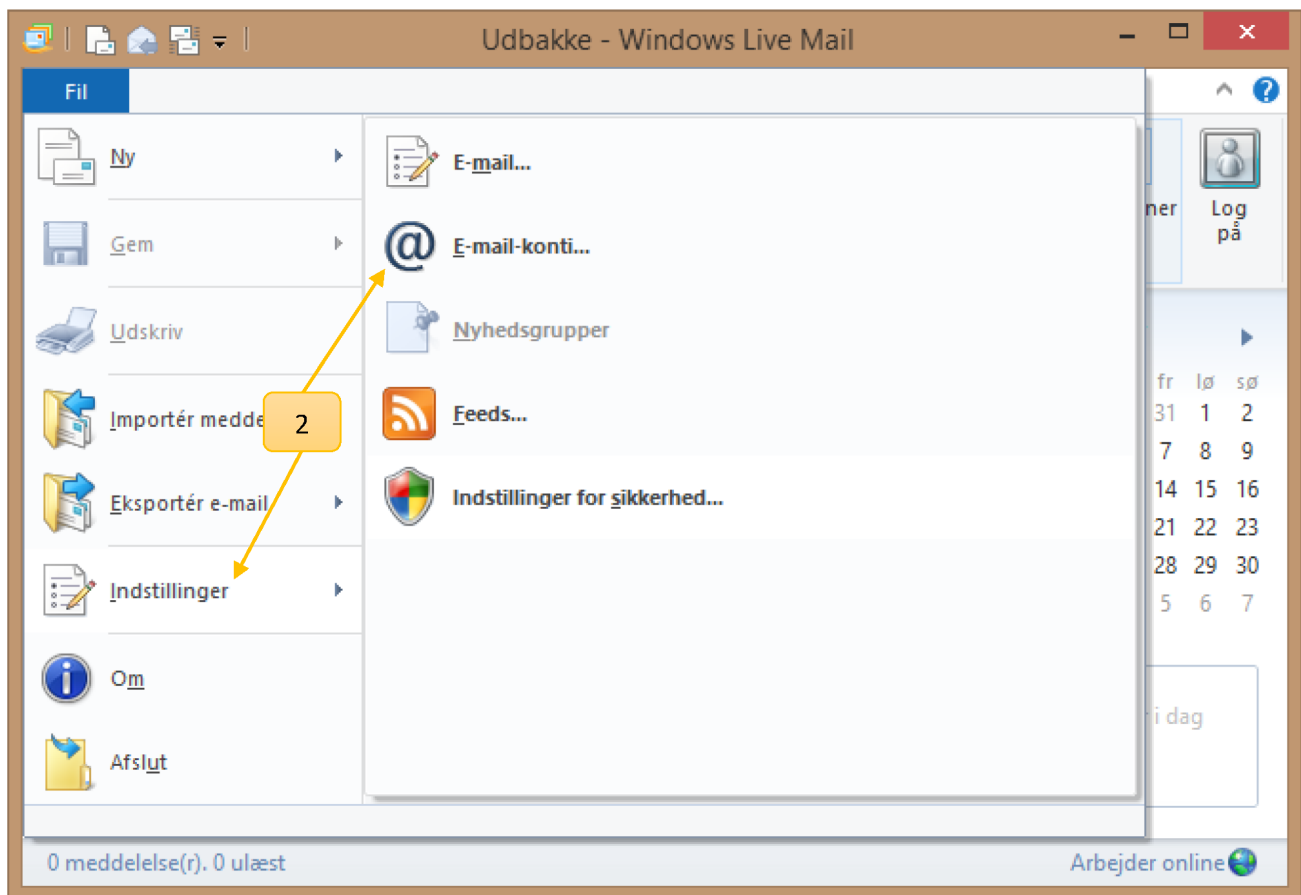 Udbakke - Windows Live Mail
Fil
Ny
Gem
Udskriv
Importér medde
2
Eksportér e-mail
Indstillinger
Om
Afslut
E-mail...
E-mail-konti...
Nyhedsgrupper
Feeds...
Indstillinger for sikkerhed...
ner
Log
på
fr lø sø
31 1 2
7 8 9
14 15 16
21 22 23
28 29 30
5 6 7
i dag
0 meddelelse(r). 0 ulæst
Arbejder online